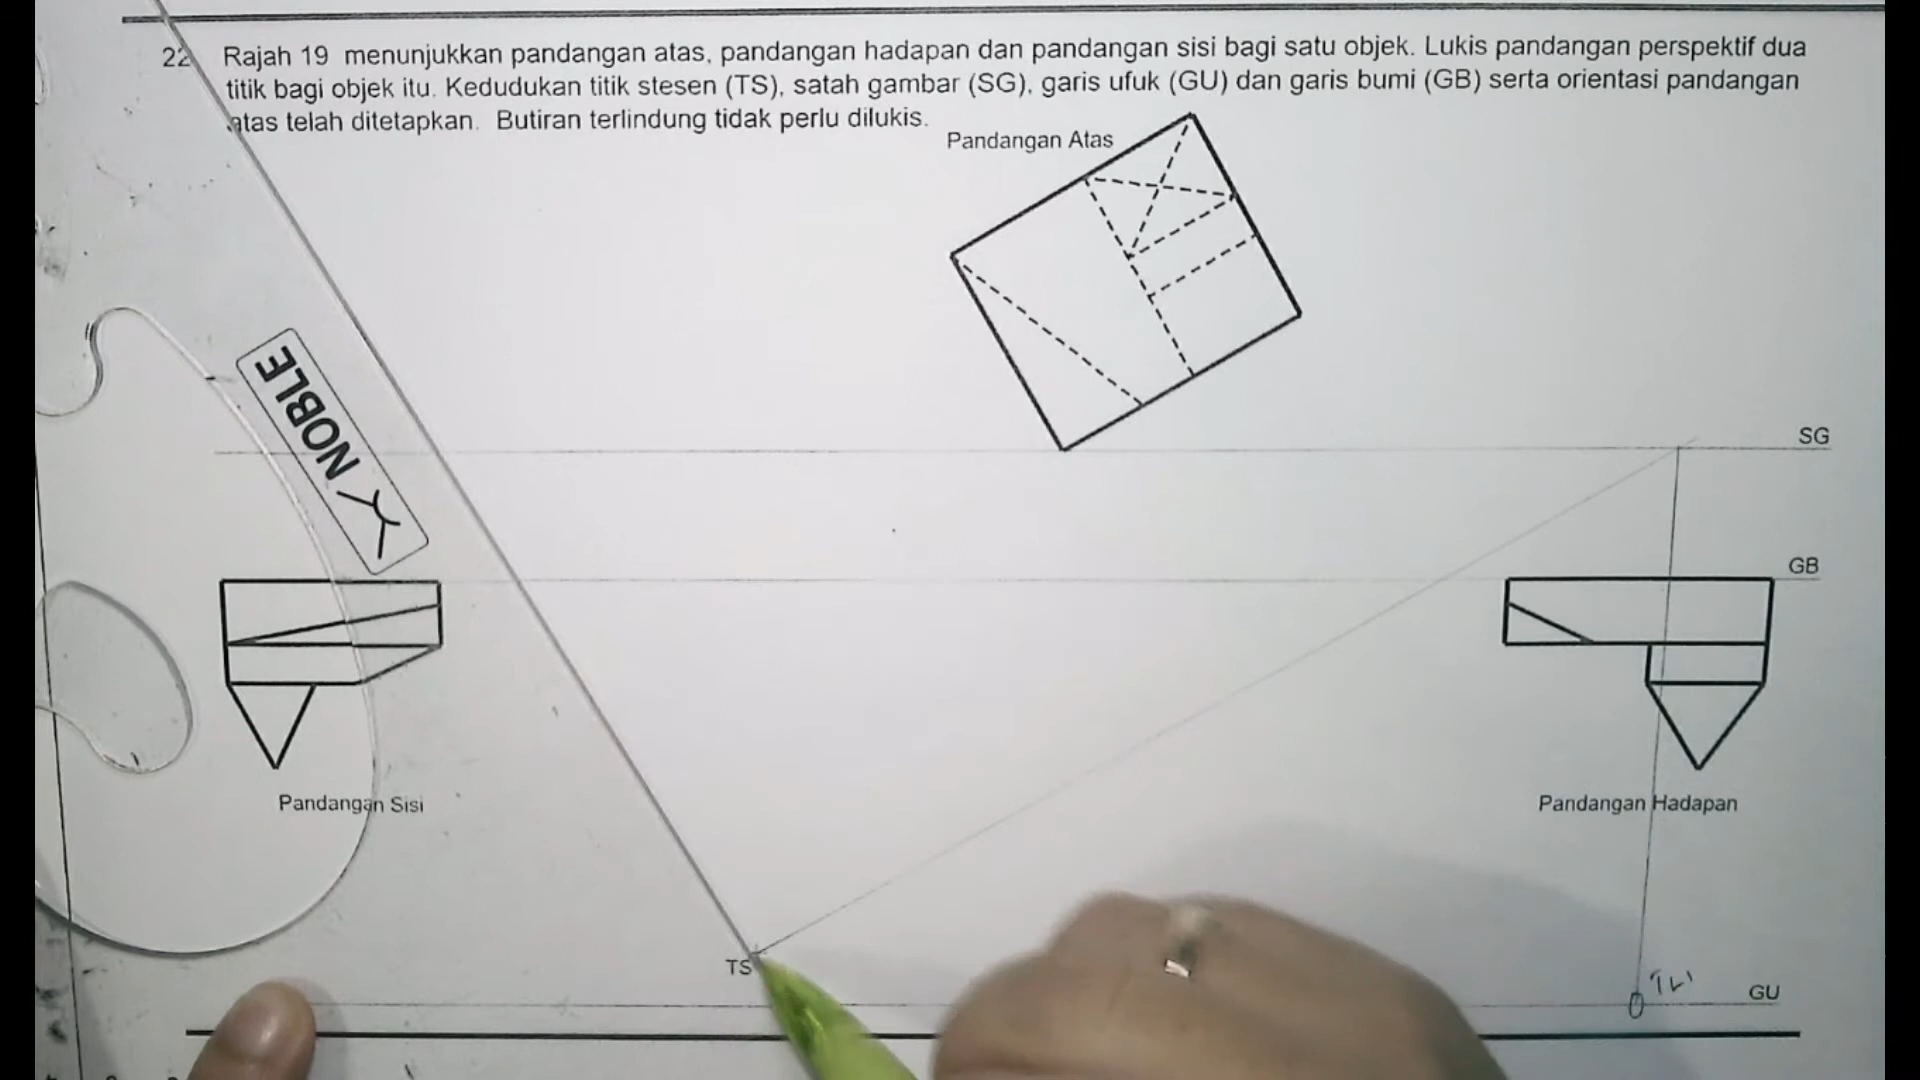 22 Rajah 19 menunjukkan pandangan atas, pandangan hadapan dan pandangan sisi bagi satu objek. Lukis pandangan perspektif dua
titik bagi objek itu. Kedudukan titik stesen (TS), satah gambar (SG), garis ufuk (GU) dan garis bumi (GB) serta orientasi pandangan
atas telah ditetapkan. Butiran terlindung tidak perlu dilukis.
Pandangan Atas
NOBLE
SG
GB
Pandangan Sisi
Pandangan Hadapan
TS
GU